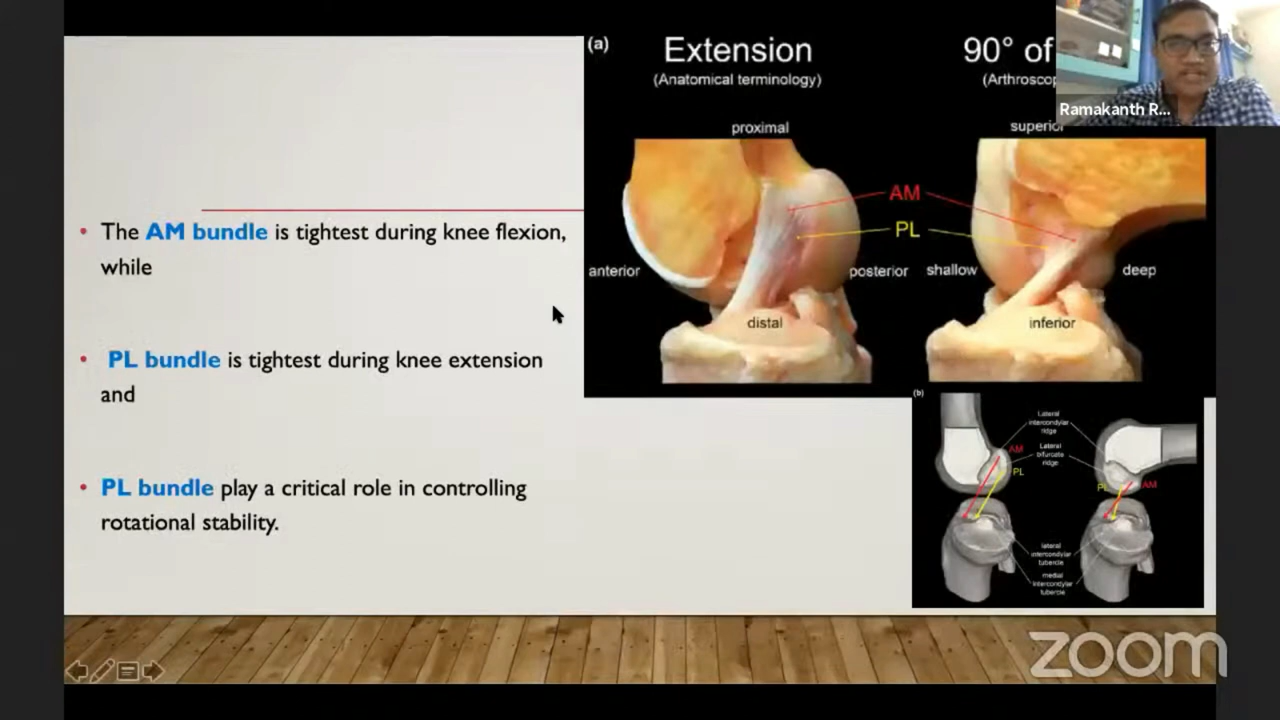 • The AM bundle is tightest during knee flexion,
while
• PL bundle is tightest during knee extension
and
• PL bundle play a critical role in controlling
rotational stability.
(a)
Extension
(Anatomical terminology)
proximal
anterior
posterior
distal
AM
PL
90° of
(Arthroscop
superior
shallow
deep
inferior
Ramakanth R...
(b)
Lateral
intercondylar
ridge
Lateral
bifurcate
ridge
AM
PL
PL
AM
lateral
intercondylar
tubercle
medial
intercondylar
tubercle
zoom